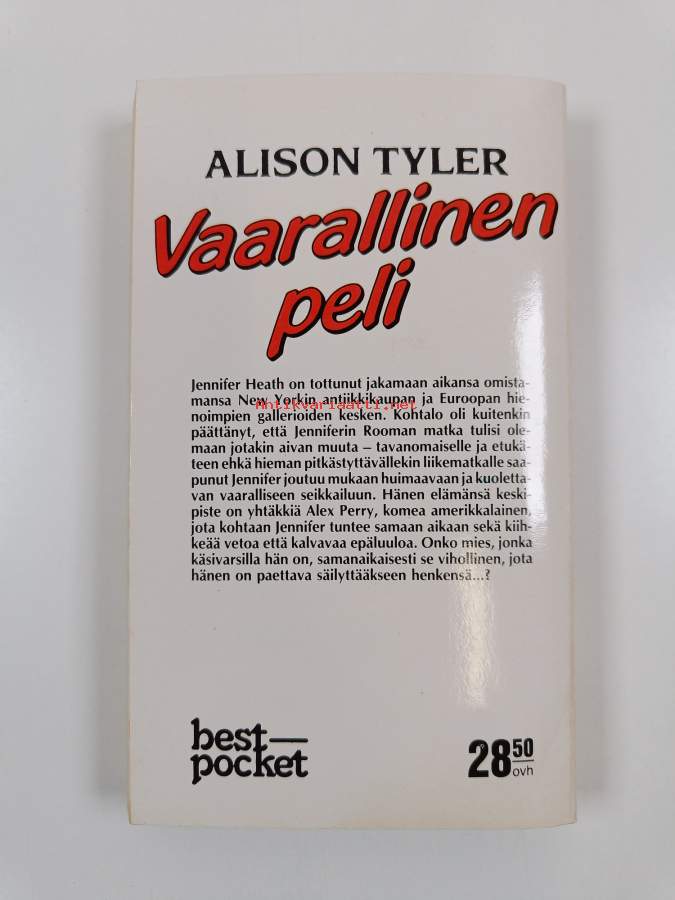 ALISON TYLER
Vaarallinen
peli
Jennifer Heath on tottunut jakamaan aikansa omista-
mansa New Yorkin antiikkikaupan ja Euroopan hie-
Antikvariaatti.net
noimpien gallerioiden kesken. Kohtalo oli kuitenkin
päättänyt, että Jenniferin Rooman matka tulisi ole-
maan jotakin aivan muuta – tavanomaiselle ja etukä-
teen ehkä hieman pitkästyttävällekin liikematkalle saa-
punut Jennifer joutuu mukaan huimaavaan ja kuoletta-
van vaaralliseen seikkailuun. Hänen elämänsä keski-
piste on yhtäkkiä Alex Perry, komea amerikkalainen,
jota kohtaan Jennifer tuntee samaan aikaan sekä kiih-
keää vetoa että kalvavaa epäluuloa. Onko mies, jonka
käsivarsilla hän on, samanaikaisesti se vihollinen, jota
hänen on paettava säilyttääkseen henkensä...?
best—
pocket
28 50
ovh